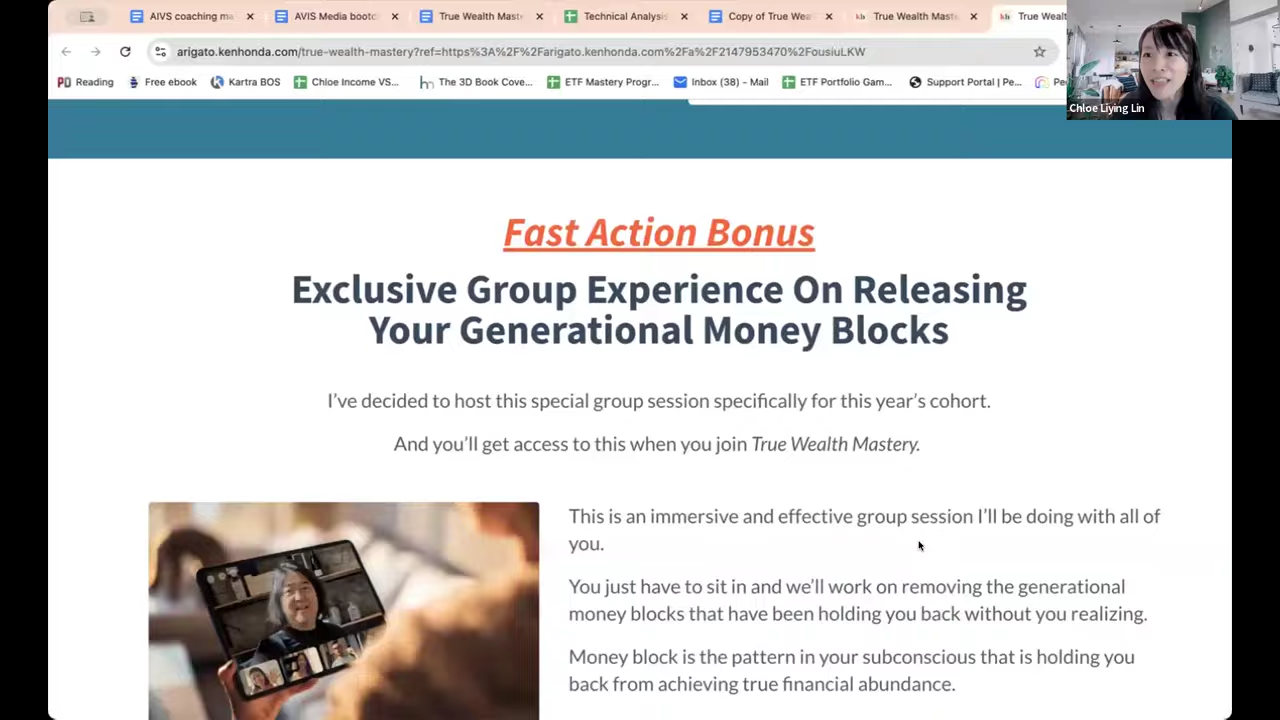 AIVS coaching ma
AVIS Media bootc
True Wealth Maste
Technical Analysis
Copy of True Wea
True Wealth Maste
True Wealt
arigato.kenhonda.com/true-wealth-mastery?ref=https%3A%2F%2Farigato.kenhonda.com%2Fa%2F2147953470%2FousiuLKW
Reading
Free ebook
Kartra BOS
Chloe Income VS...
The 3D Book Cove...
ETF Mastery Progr...
Inbox (38) – Mail
ETF Portfolio Gam...
Support Portal | Pe...
Pe
Chloe Liying Lin
Fast Action Bonus
Exclusive Group Experience On Releasing
Your Generational Money Blocks
I've decided to host this special group session specifically for this year's cohort.
And you'll get access to this when you join True Wealth Mastery.
This is an immersive and effective group session I'll be doing with all of
you.
You just have to sit in and we'll work on removing the generational
money blocks that have been holding you back without you realizing.
Money block is the pattern in your subconscious that is holding you
back from achieving true financial abundance.